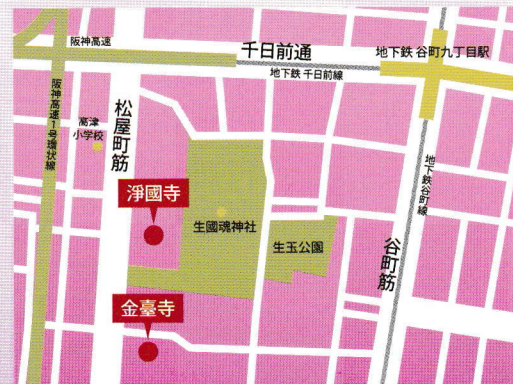 阪神高速
千日前通
地下鉄 谷町九丁目駅
地下鉄 千日前線
阪神高速1号環状線
松屋町筋
高津
小学校
地下鉄谷町線
淨國寺
生國魂神社
生玉公園
谷町筋
金臺寺